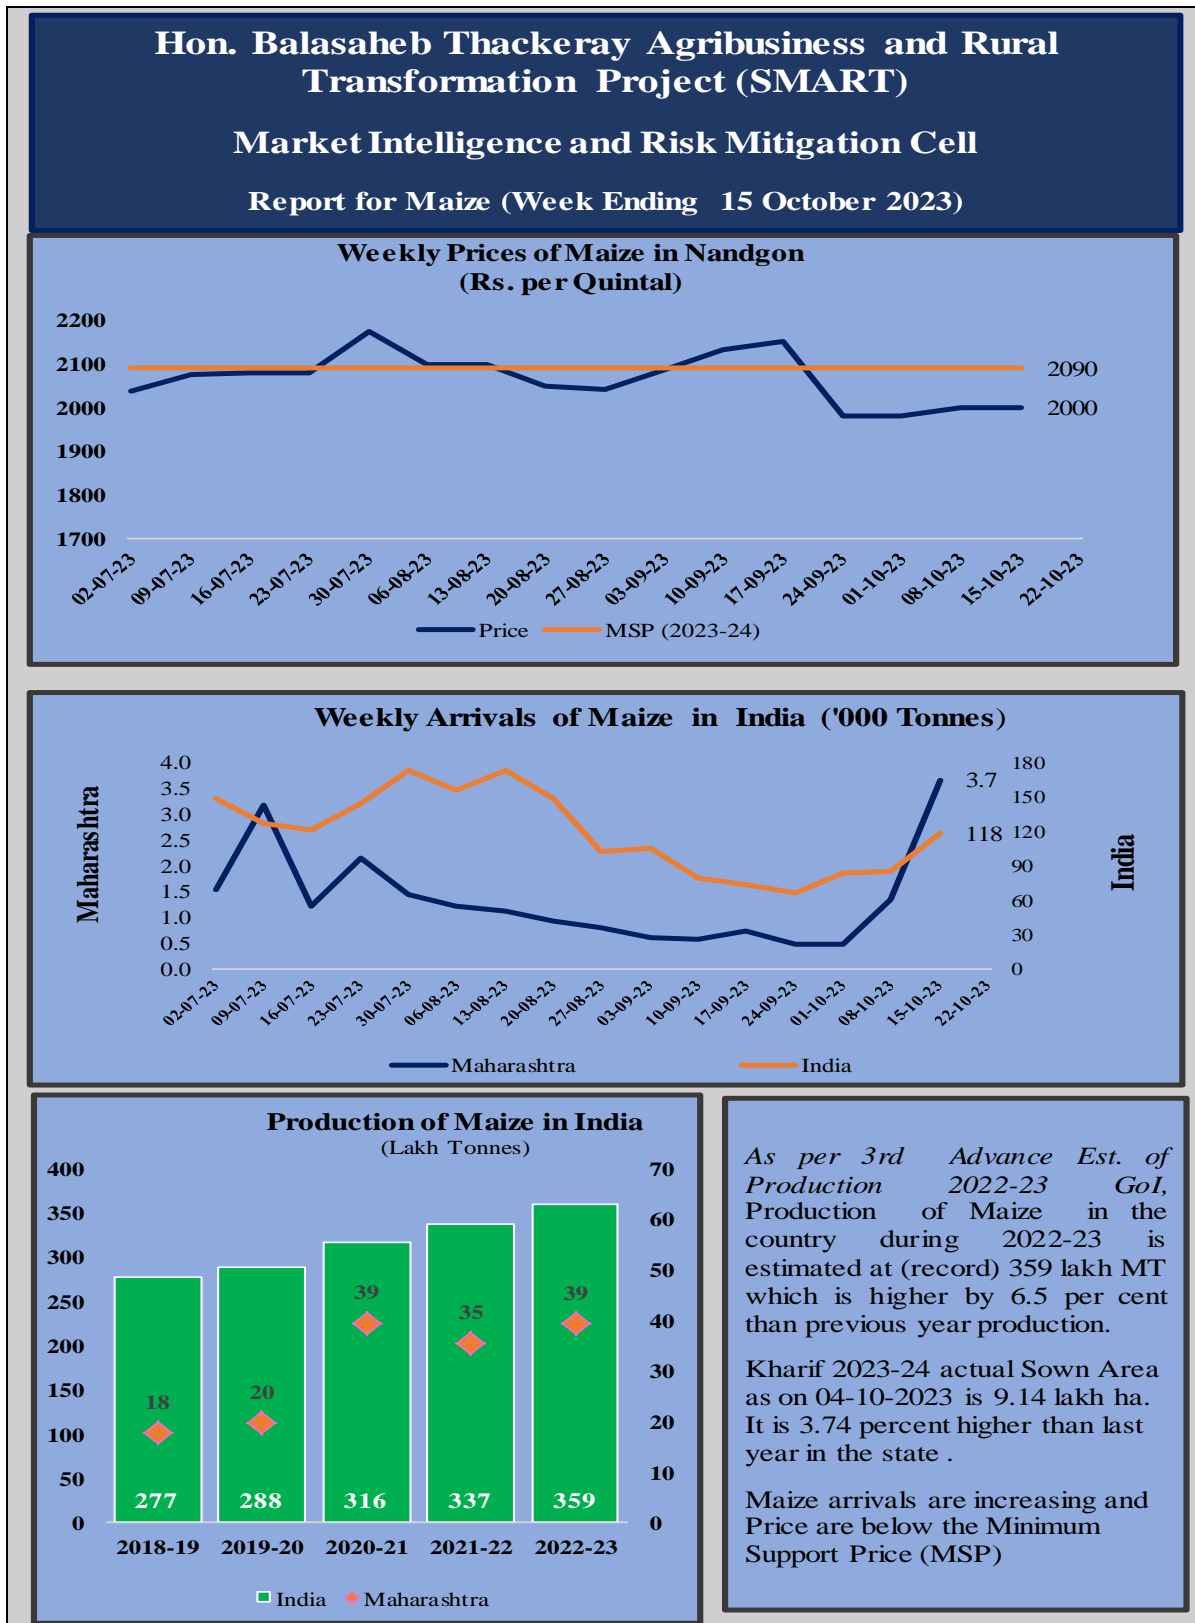 Hon. Balasaheb Thackeray Agribusiness and Rural
Transformation Project (SMART)
Market Intelligence and Risk Mitigation Cell
Report for Maize (Week Ending 15 October 2023)
Weekly Prices of Maize in Nandgon
(Rs. per Quintal)
2200
2100
2000
1900
1800
1700
2090
2000
02-07-23
09-07-23
16-07-23
23-07-23
30-07-23
06-08-23
13-08-23
20-08-23
27-08-23
03-09-23
10-09-23
17-09-23
24-09-23
01-10-23
08-10-23
15-10-23
22-10-23
Price
MSP (2023-24)
Weekly Arrivals of Maize in India ('000 Tonnes)
Maharashtra
4.0
3.5
3.0
2.5
2.0
1.5
1.0
0.5
0.0
3.7
118
180
150
120
90
60
30
0
India
02-07-23
09-07-23
16-07-23
23-07-23
30-07-23
06-08-23
13-08-23
20-08-23
27-08-23
03-09-23
10-09-23
17-09-23
24-09-23
01-10-23
08-10-23
15-10-23
22-10-23
Maharashtra
India
Production of Maize in India
(Lakh Tonnes)
400
350
300
250
200
150
100
50
0
18
20
39
35
39
277
288
316
337
359
70
60
50
40
30
20
10
0
2018-19
2019-20
2020-21
2021-22
2022-23
India
Maharashtra
As per 3rd Advance Est. of
Production 2022-23 GoI,
Production of Maize in the
country during 2022-23 is
estimated at (record) 359 lakh MT
which is higher by 6.5 per cent
than previous year production.
Kharif 2023-24 actual Sown Area
as on 04-10-2023 is 9.14 lakh ha.
It is 3.74 percent higher than last
year in the state .
Maize arrivals are increasing and
Price are below the Minimum
Support Price (MSP)